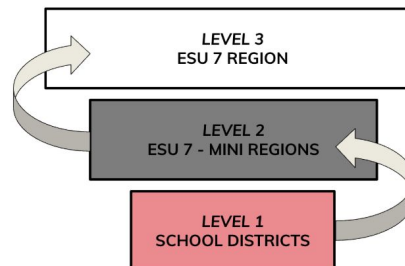 LEVEL 3
ESU 7 REGION
LEVEL 2
ESU 7 - MINI REGIONS
LEVEL 1
SCHOOL DISTRICTS